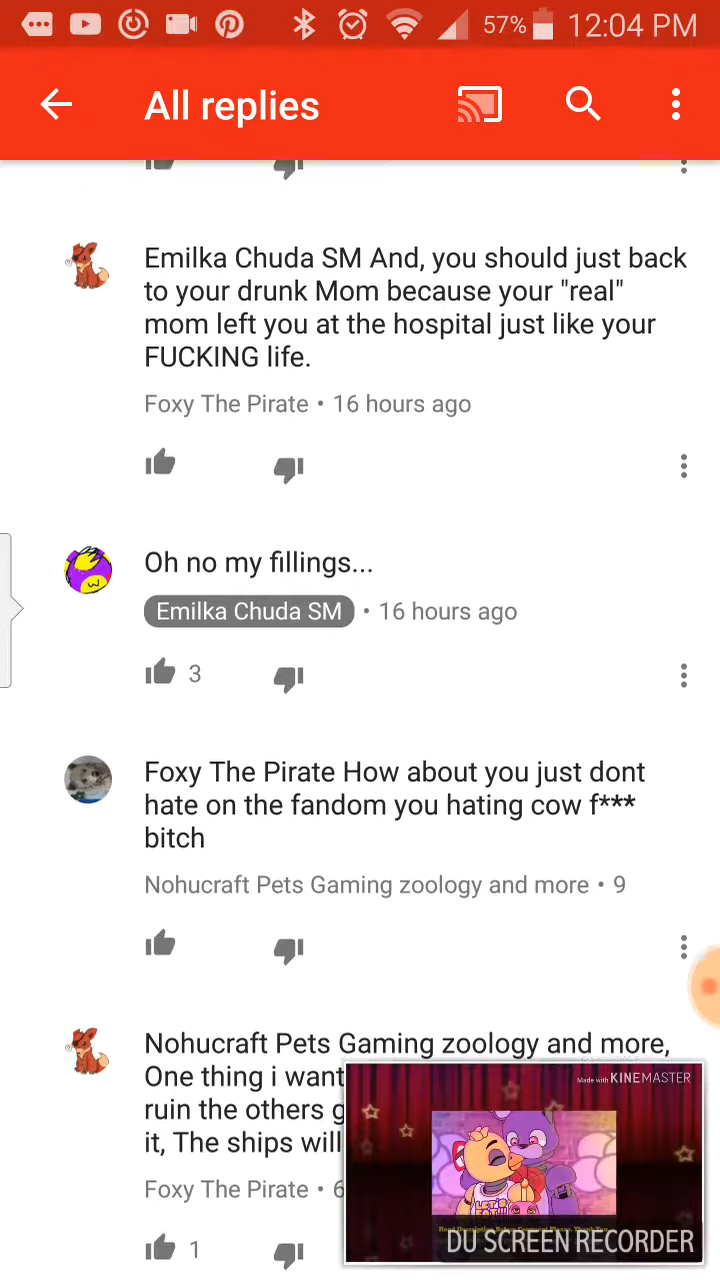 57% 12:04 PM
All replies
Emilka Chuda SM And, you should just back
to your drunk Mom because your "real"
mom left you at the hospital just like your
FUCKING life.
Foxy The Pirate • 16 hours ago
Oh no my fillings...
Emilka Chuda SM • 16 hours ago
3
Foxy The Pirate How about you just dont
hate on the fandom you hating cow f***
bitch
Nohucraft Pets Gaming zoology and more • 9
Nohucraft Pets Gaming zoology and more,
One thing i want
ruin the others g
it, The ships will
Foxy The Pirate • 6
1
Made with KINEMASTER
LET'S
EAT!!!
DU SCREEN RECORDER